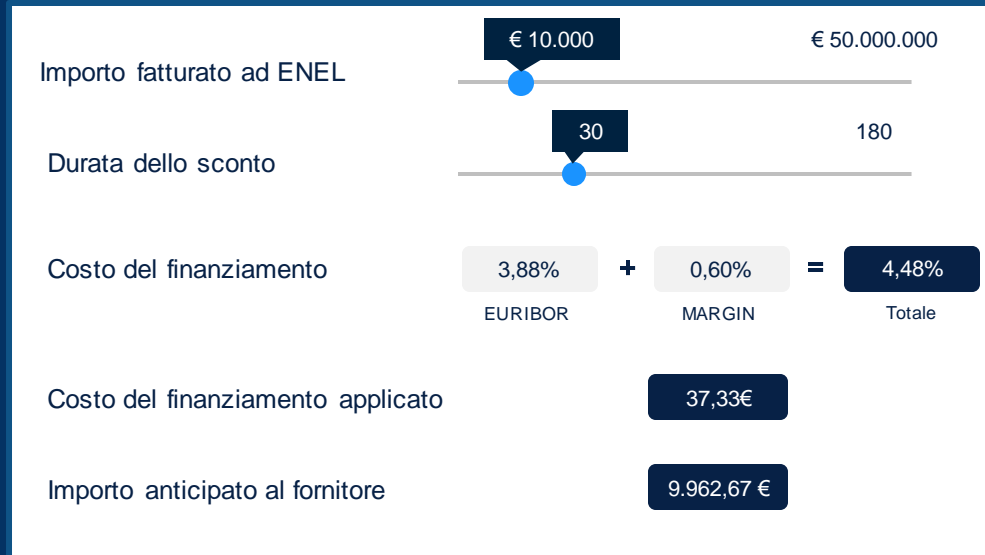 € 10.000
€ 50.000.000
Importo fatturato ad ENEL
30
180
Durata dello sconto
Costo del finanziamento
3,88% + 0,60% = 4,48%
EURIBOR MARGIN Totale
Costo del finanziamento applicato
37,33€
Importo anticipato al fornitore
9.962,67 €